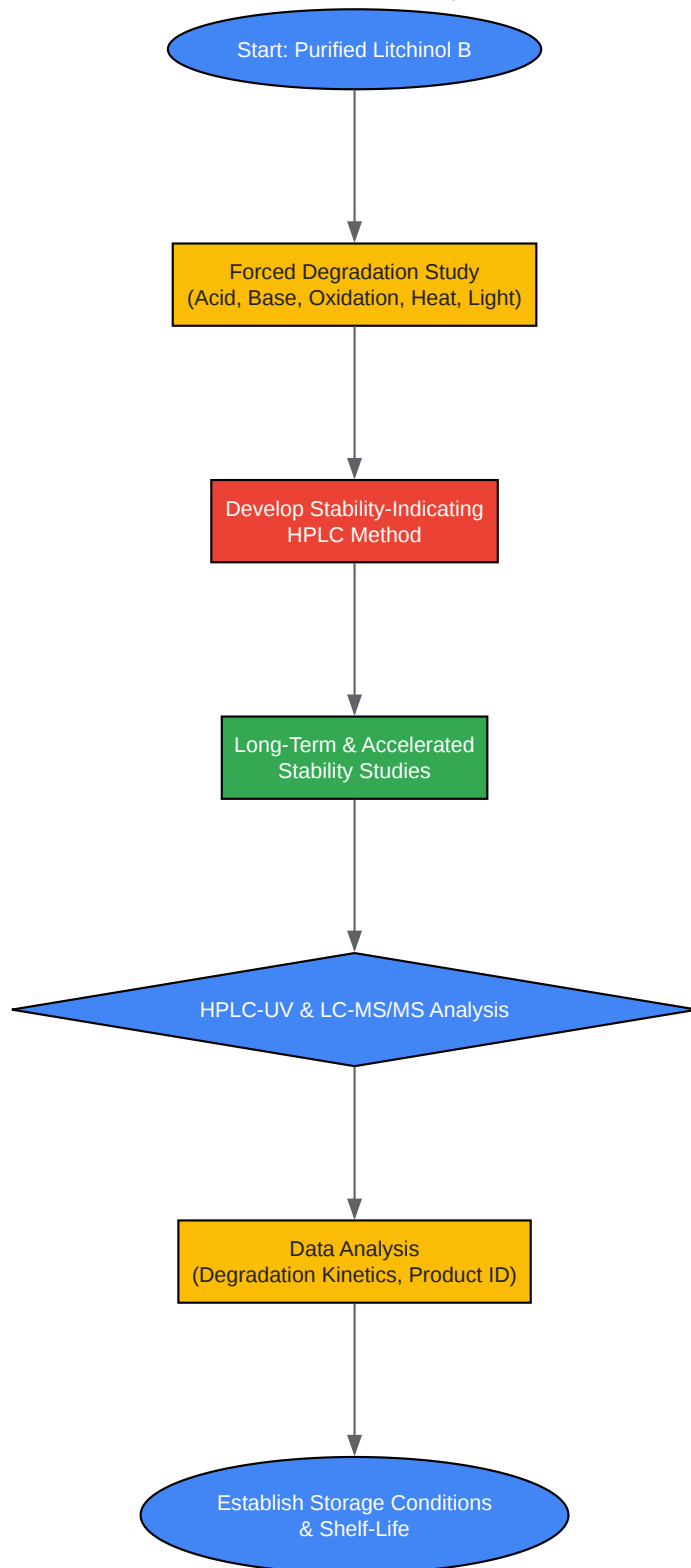 Start: Purified Litchinol B
Forced Degradation Study
(Acid, Base, Oxidation, Heat, Light)
Develop Stability-Indicating
HPLC Method
Long-Term & Accelerated
Stability Studies
HPLC-UV & LC-MS/MS Analysis
Data Analysis
(Degradation Kinetics, Product ID)
Establish Storage Conditions
& Shelf-Life